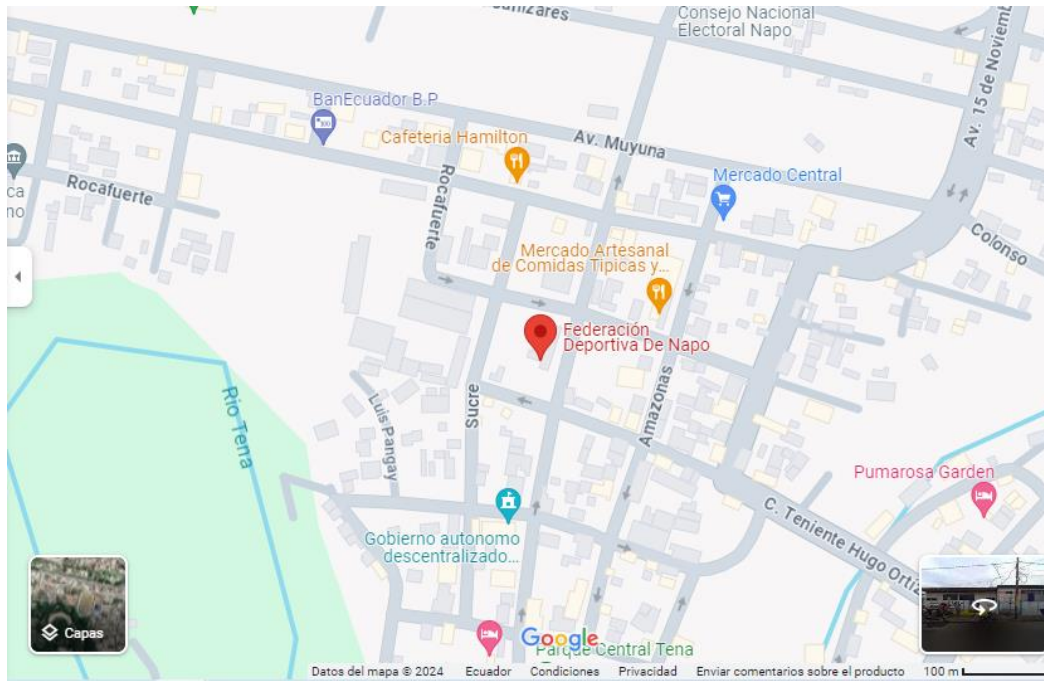 Consejo Nacional
Electoral Napo
Av. 15 de Noviemb
BanEcuador B.P
Cafeteria Hamilton
Av. Muyuna
Mercado Central
Rocafuerte
Rocafuerte
ca
no
Colonso
Mercado Artesanal
de Comidas Tipicas y...
Federación
Deportiva De Napo
Rio Tena
Luis Pangay
Sucre
Amazonas
Pumarosa Garden
C. Teniente Hugo Ortiz
Gobierno autonomo
descentralizado...
Capas
Google
Parque Central Tena
Datos del mapa © 2024 Ecuador Condiciones Privacidad Enviar comentarios sobre el producto 100 m